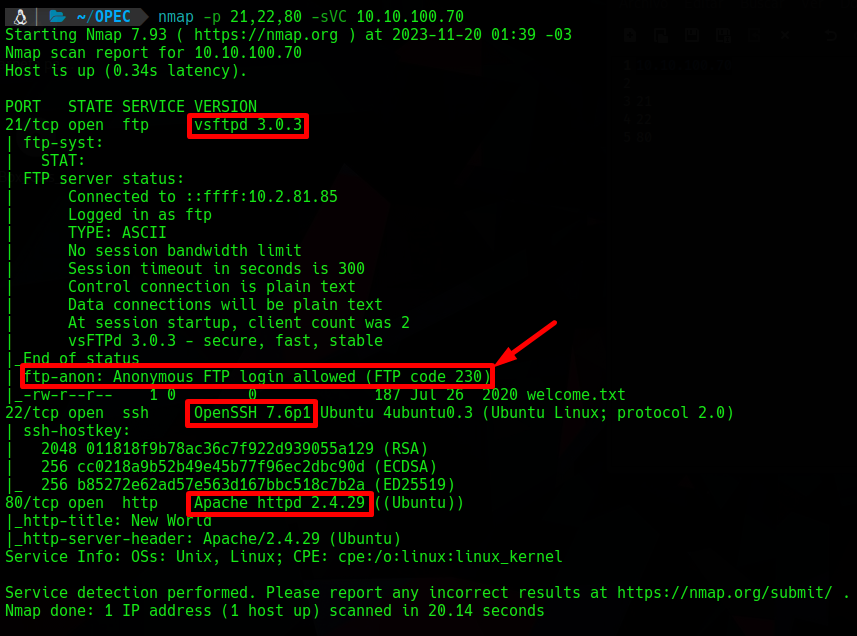 ~/OPEC nmap -p 21,22,80 -sVC 10.10.100.70
Starting Nmap 7.93 ( https://nmap.org ) at 2023-11-20 01:39 -03
Nmap scan report for 10.10.100.70
Host is up (0.34s latency).
PORT   STATE SERVICE VERSION
21/tcp open  ftp     vsftpd 3.0.3
| ftp-syst:
|   STAT:
| FTP server status:
|      Connected to ::ffff:10.2.81.85
|      Logged in as ftp
|      TYPE: ASCII
|      No session bandwidth limit
|      Session timeout in seconds is 300
|      Control connection is plain text
|      Data connections will be plain text
|      At session startup, client count was 2
|      vsFTPd 3.0.3 - secure, fast, stable
|_End of status
| ftp-anon: Anonymous FTP login allowed (FTP code 230)
|_-rw-r--r--    1 0        0             187 Jul 26  2020 welcome.txt
22/tcp open  ssh     OpenSSH 7.6p1 Ubuntu 4ubuntu0.3 (Ubuntu Linux; protocol 2.0)
| ssh-hostkey:
|   2048 011818f9b78ac36c7f922d939055a129 (RSA)
|   256 cc0218a9b52b49e45b77f96ec2dbc90d (ECDSA)
|_  256 b85272e62ad57e563d167bbc518c7b2a (ED25519)
80/tcp open  http    Apache httpd 2.4.29 ((Ubuntu))
|_http-title: New World
|_http-server-header: Apache/2.4.29 (Ubuntu)
Service Info: OSs: Unix, Linux; CPE: cpe:/o:linux:linux_kernel
Service detection performed. Please report any incorrect results at https://nmap.org/submit/ .
Nmap done: 1 IP address (1 host up) scanned in 20.14 seconds